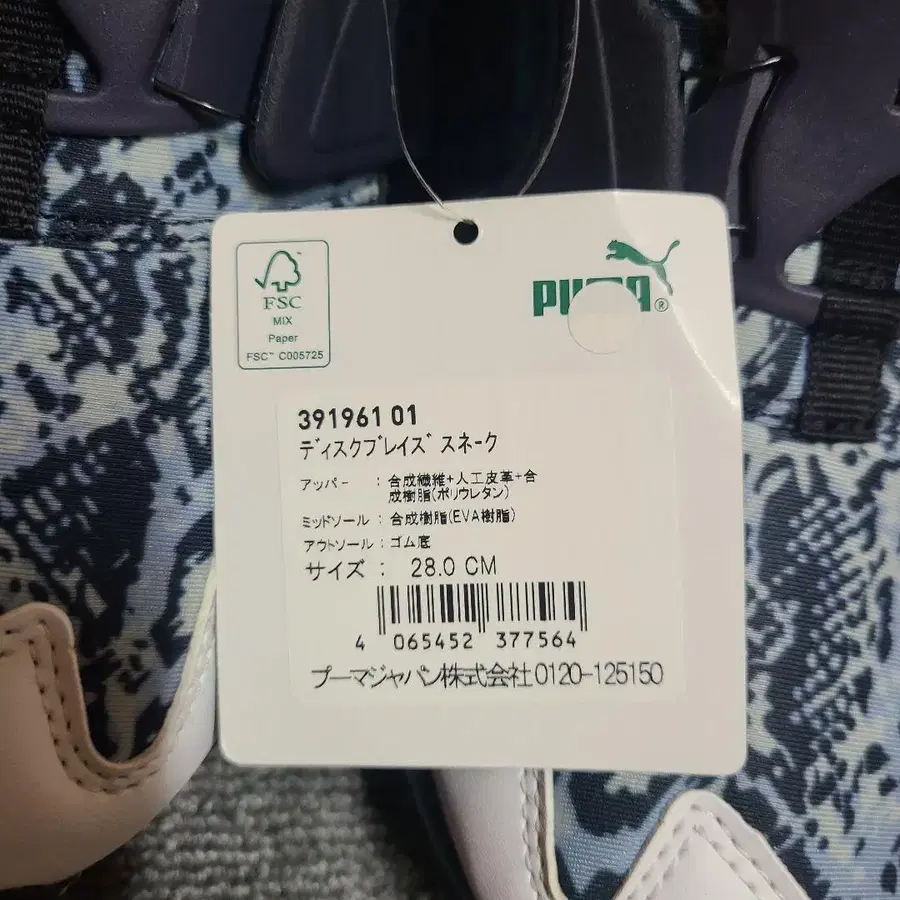 FSC
MIX
Paper
FSC™ C005725
PUMA®
391961 01
ディスクブレイズ スネーク
アッパー : 合成繊維+人工皮革+合
成樹脂(ポリウレタン)
ミッドソール : 合成樹脂(EVA樹脂)
アウトソール : ゴム底
サイズ : 28.0 CM
4 065452 377564
プーマジャパン株式会社0120-125150